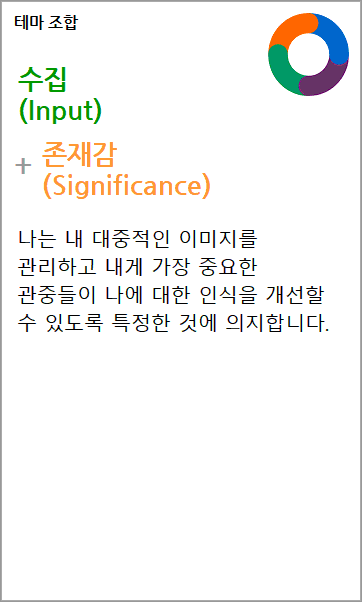 테마 조합
수집
(Input)
+ 존재감
(Significance)
나는 내 대중적인 이미지를
관리하고 내게 가장 중요한
관중들이 나에 대한 인식을 개선할
수 있도록 특정한 것에 의지합니다.